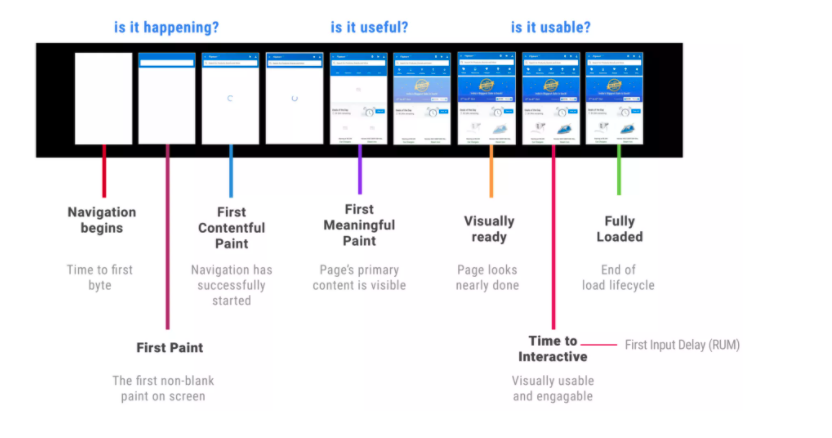 is it happening?
is it useful?
is it usable?
Navigation
begins
Time to first
byte
First Paint
The first non-blank
paint on screen
First
Contentful
Paint
Navigation has
successfully
started
First
Meaningful
Paint
Page's primary
content is visible
Visually
ready
Page looks
nearly done
Time to
Interactive
First Input Delay (RUM)
Visually usable
and engagable
Fully
Loaded
End of
load lifecycle